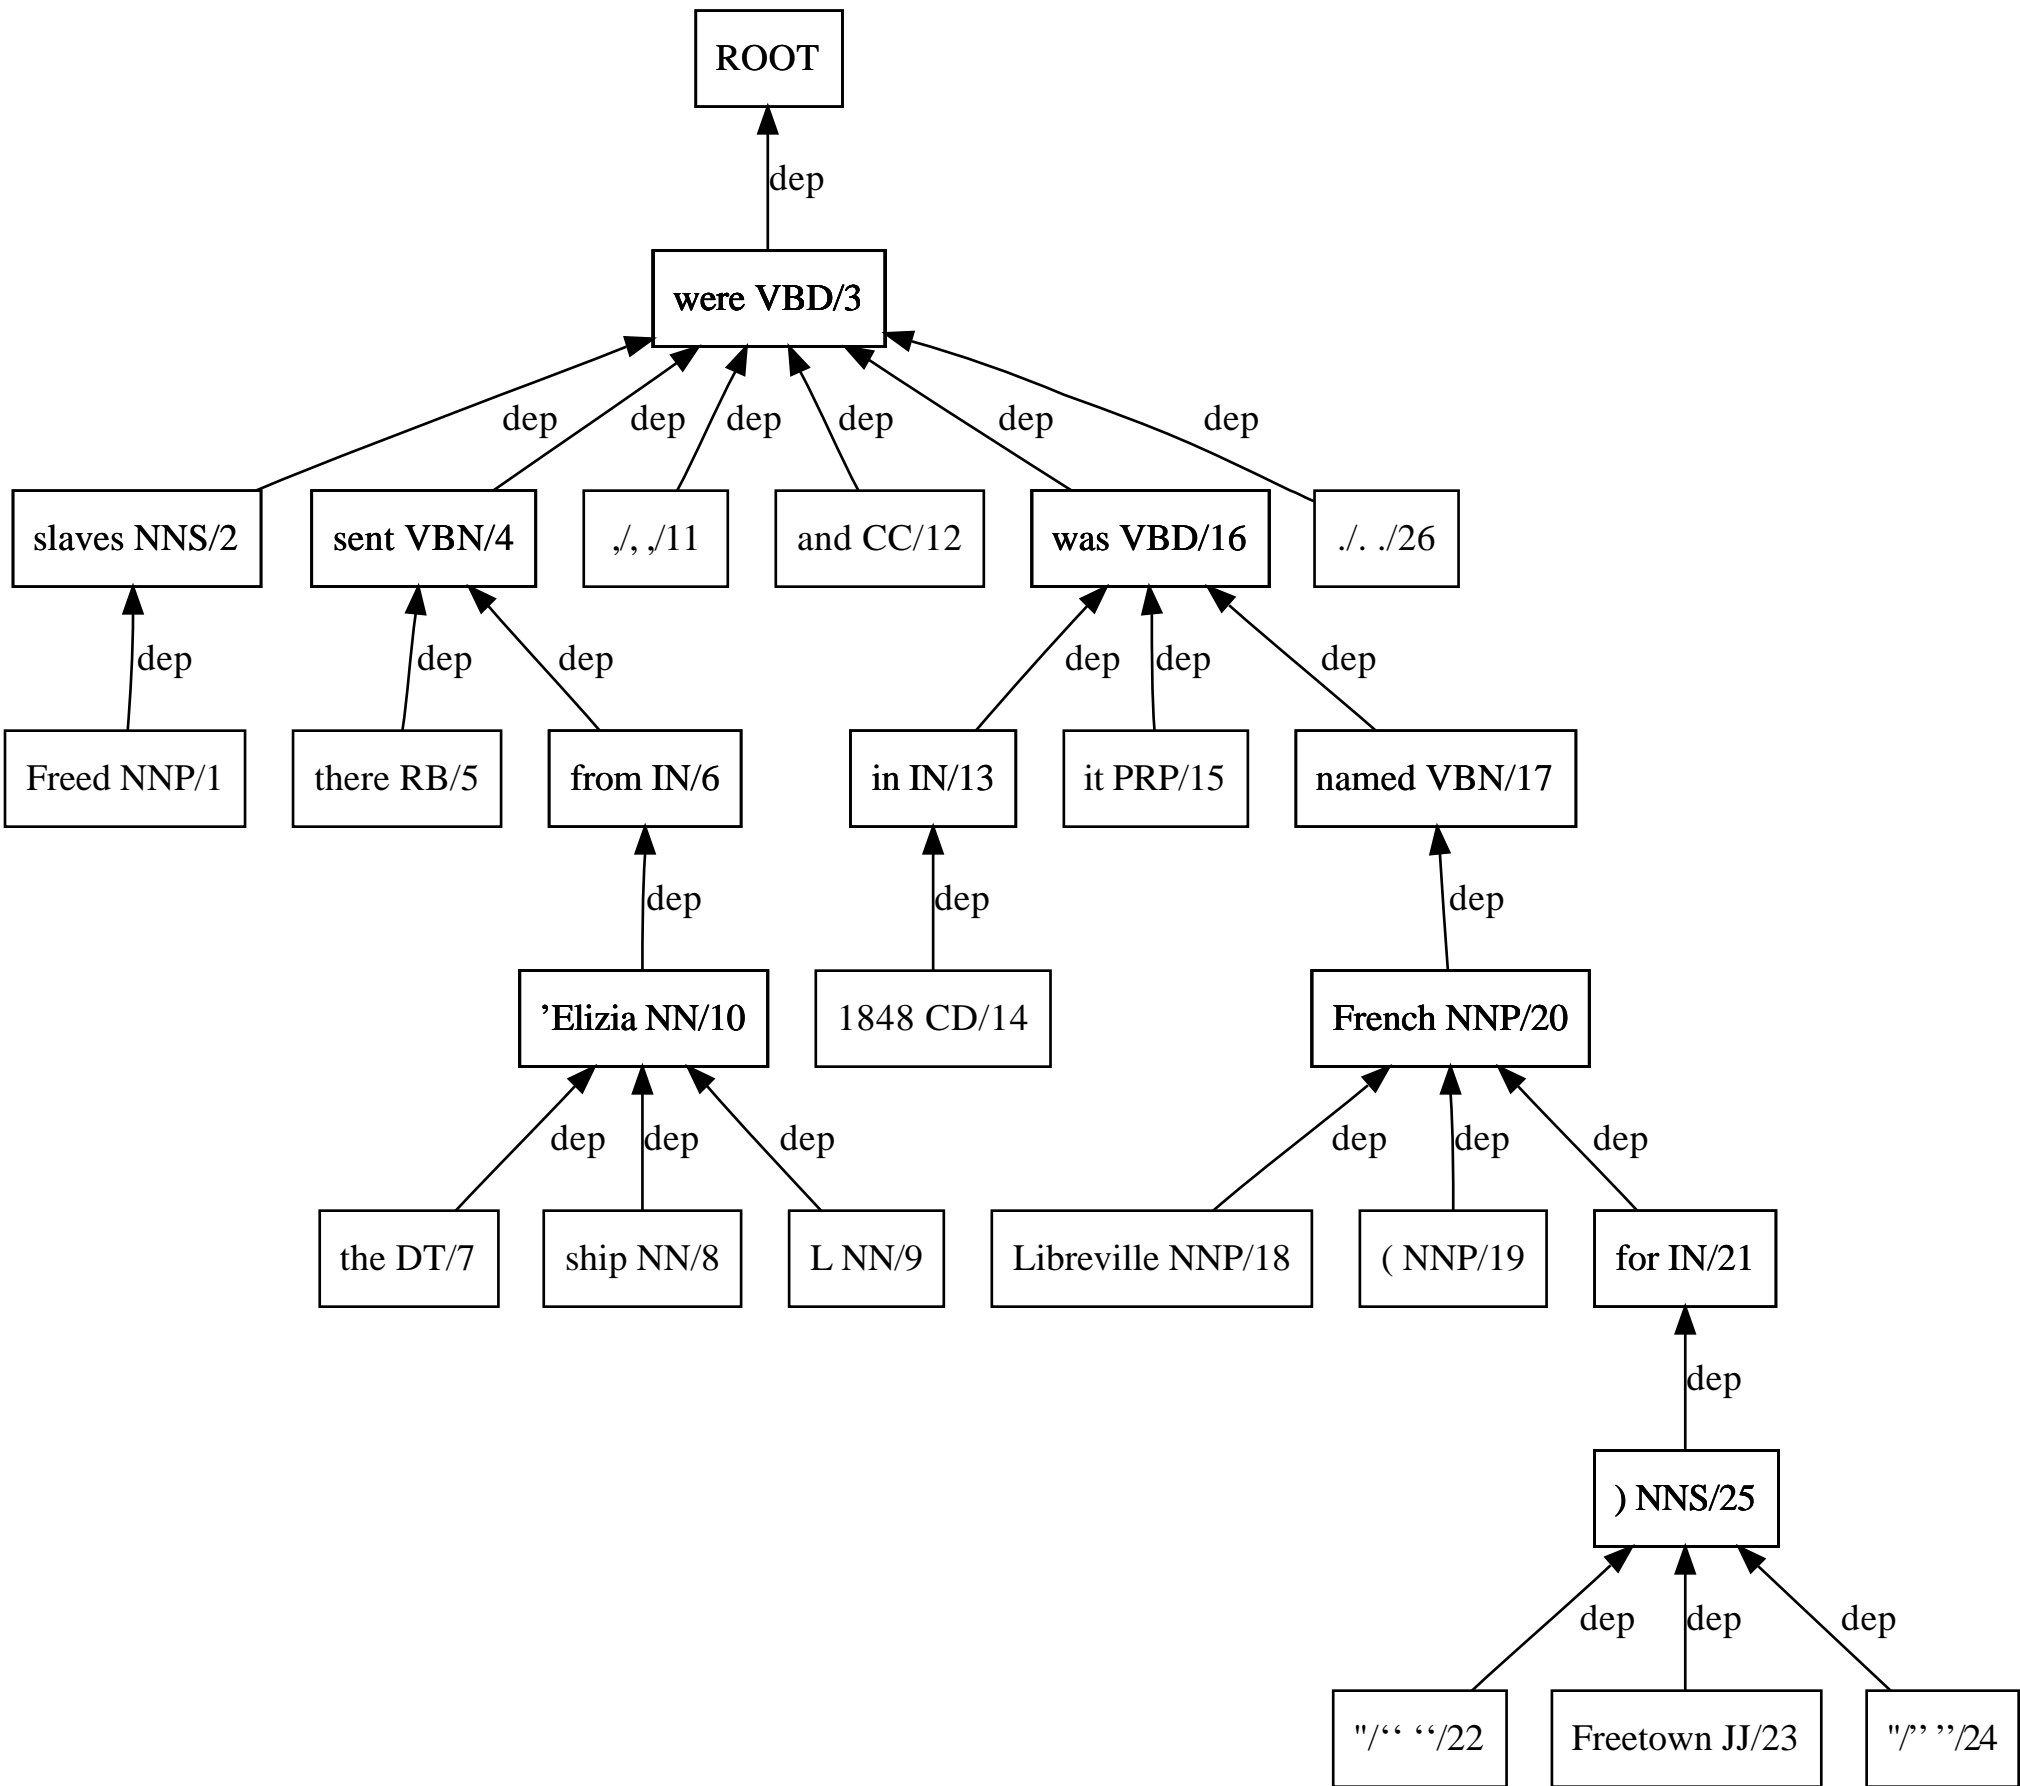 ROOT
dep
were VBD/3
dep dep dep dep dep dep
slaves NNS/2 sent VBN/4 ,/, ,/11 and CC/12 was VBD/16 ./. ./26
dep dep dep dep dep dep
Freed NNP/1 there RB/5 from IN/6 in IN/13 it PRP/15 named VBN/17
dep dep dep
’Elizia NN/10 1848 CD/14 French NNP/20
dep dep dep dep dep dep
the DT/7 ship NN/8 L NN/9 Libreville NNP/18 ( NNP/19 for IN/21
dep
) NNS/25
dep dep dep
"/‘‘ ‘‘/22 Freetown JJ/23 "/’’ ’’/24